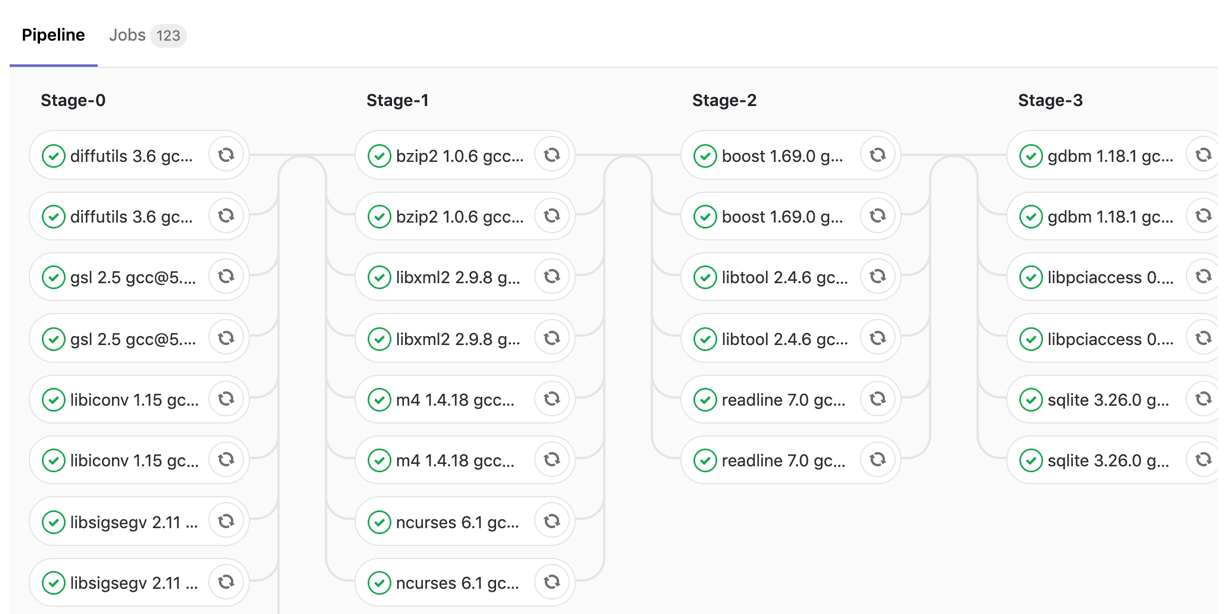 Pipeline Jobs 123
Stage-0
diffutils 3.6 gc...
diffutils 3.6 gc...
gsl 2.5 gcc@5....
gsl 2.5 gcc@5....
libiconv 1.15 gc...
libiconv 1.15 gc...
libsigsegv 2.11 ...
libsigsegv 2.11 ...
Stage-1
bzip2 1.0.6 gcc...
bzip2 1.0.6 gcc...
libxml2 2.9.8 g...
libxml2 2.9.8 g...
m4 1.4.18 gcc...
m4 1.4.18 gcc...
ncurses 6.1 gc...
ncurses 6.1 gc...
Stage-2
boost 1.69.0 g...
boost 1.69.0 g...
libtool 2.4.6 gc...
libtool 2.4.6 gc...
readline 7.0 gc...
readline 7.0 gc...
Stage-3
gdbm 1.18.1 gc...
gdbm 1.18.1 gc...
libpciaccess 0....
libpciaccess 0....
sqlite 3.26.0 g...
sqlite 3.26.0 g...